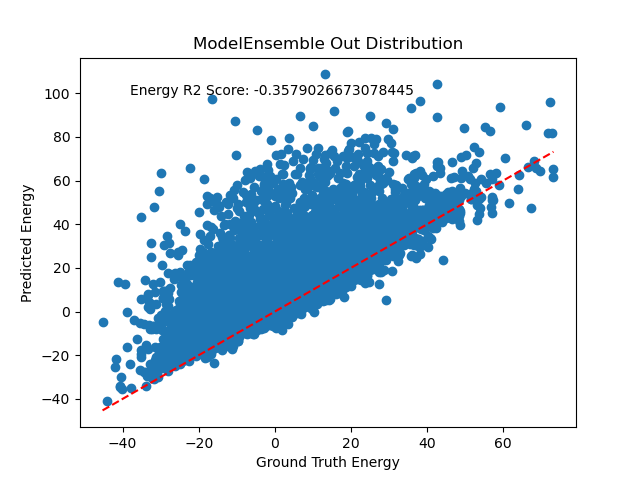 ModelEnsemble Out Distribution
Energy R2 Score: -0.3579026673078445
100
80
60
40
20
0
−20
−40
Predicted Energy
−40 −20 0 20 40 60
Ground Truth Energy